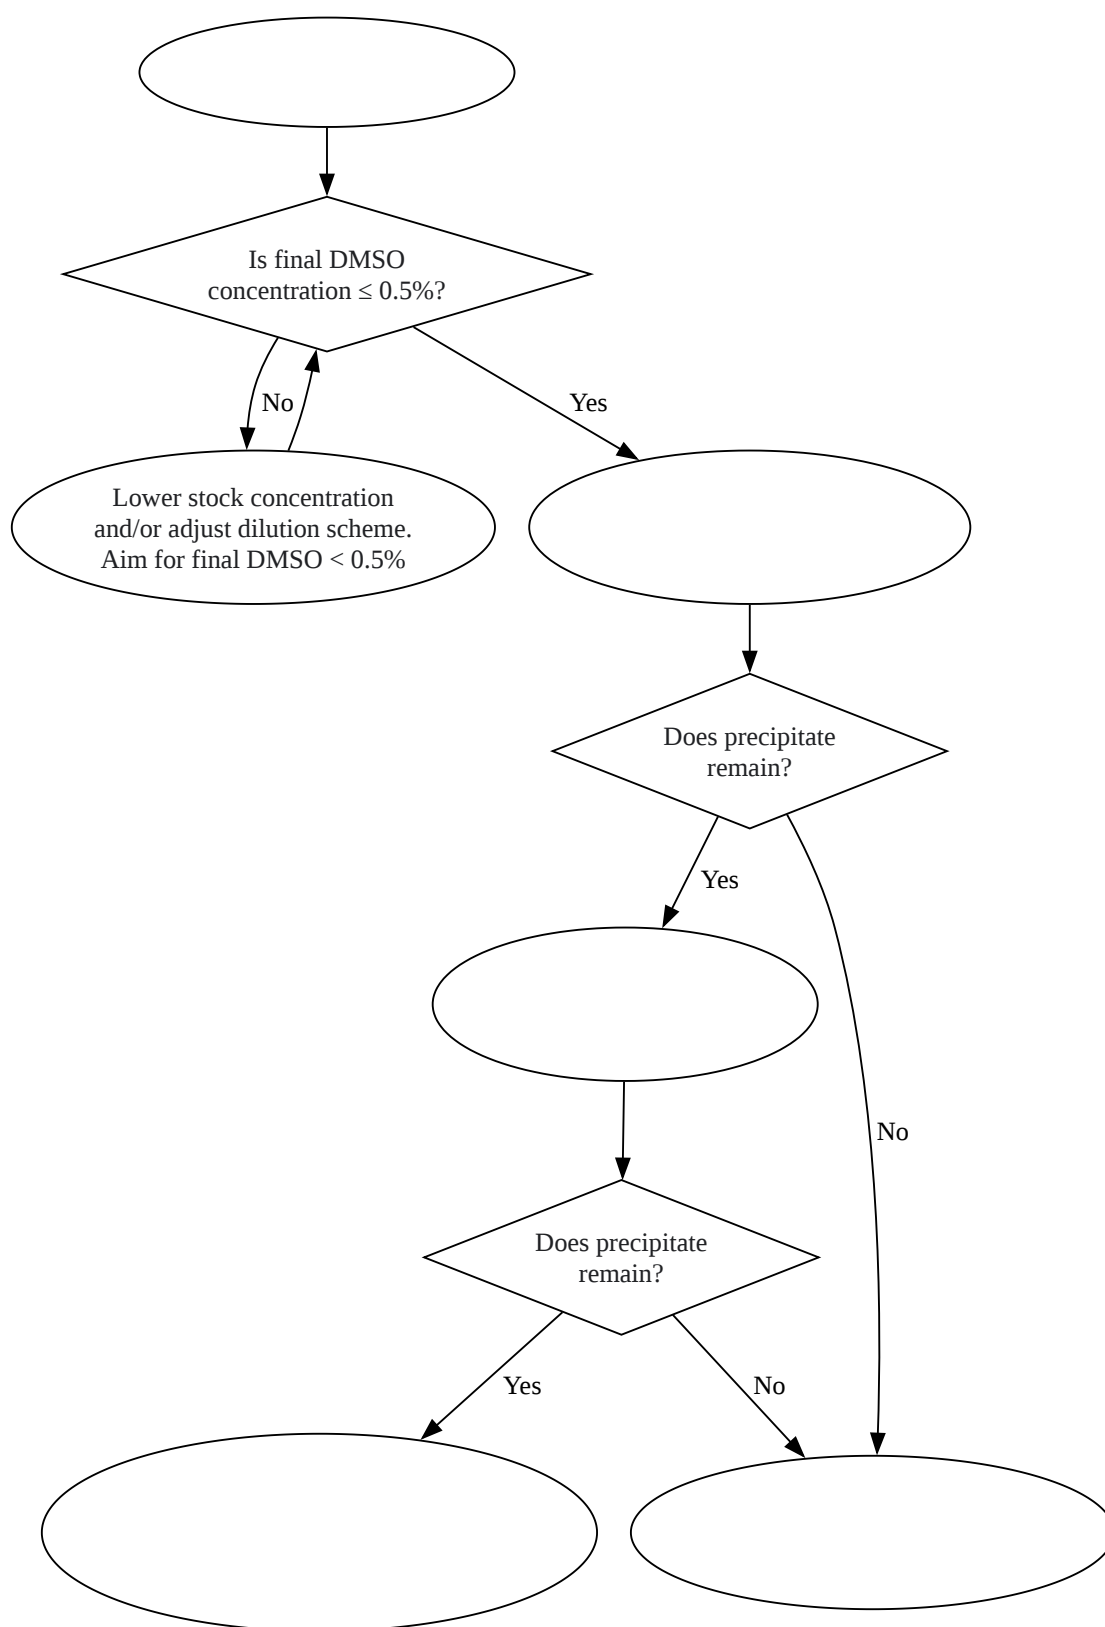 Is final DMSO
concentration ≤ 0.5%?
No
Yes
Lower stock concentration
and/or adjust dilution scheme.
Aim for final DMSO < 0.5%
Does precipitate
remain?
Yes
No
Does precipitate
remain?
Yes
No